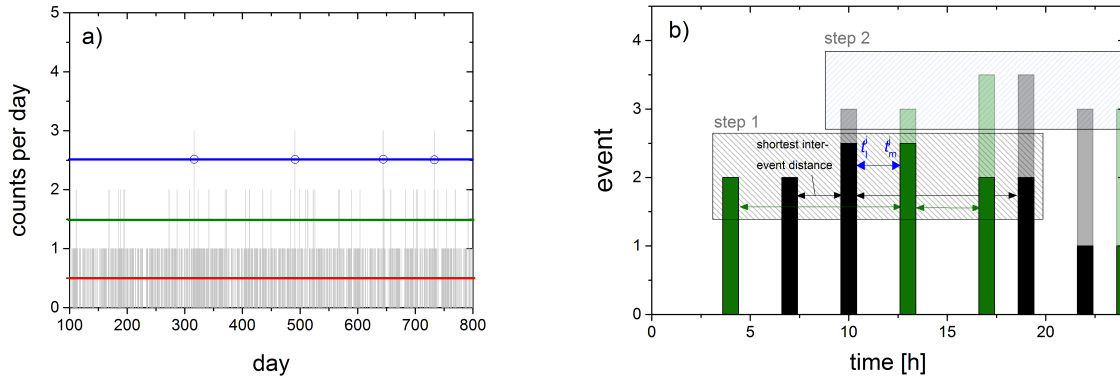 a)
counts per day
5
4
3
2
1
0
100 200 300 400 500 600 700 800
day
b)
event
4
3
2
1
0
step 2
step 1
shortest inter-
event distance
t_l^i t_m^j
0 5 10 15 20
time [h]